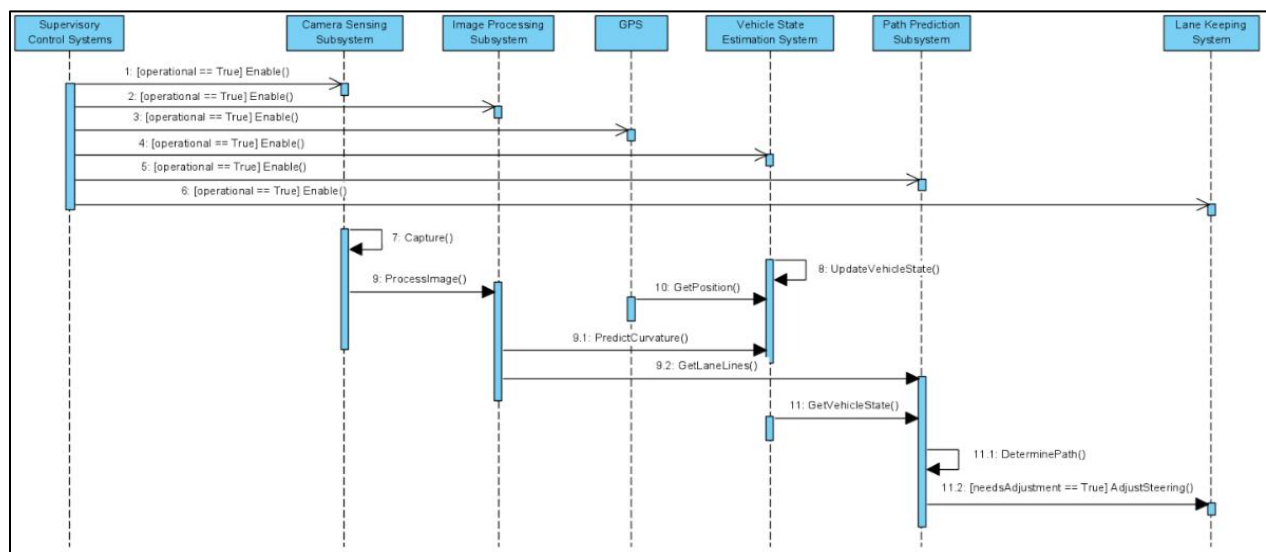 Supervisory
Control Systems
Camera Sensing
Subsystem
Image Processing
Subsystem
GPS
Vehicle State
Estimation System
Path Prediction
Subsystem
Lane Keeping
System
1: [operational == True] Enable()
2: [operational == True] Enable()
3: [operational == True] Enable()
4: [operational == True] Enable()
5: [operational == True] Enable()
6: [operational == True] Enable()
7: Capture()
8: UpdateVehicleState()
9: ProcessImage()
10: GetPosition()
9.1: PredictCurvature()
9.2: GetLaneLines()
11: GetVehicleState()
11.1: DeterminePath()
11.2: [needsAdjustment == True] AdjustSteering()